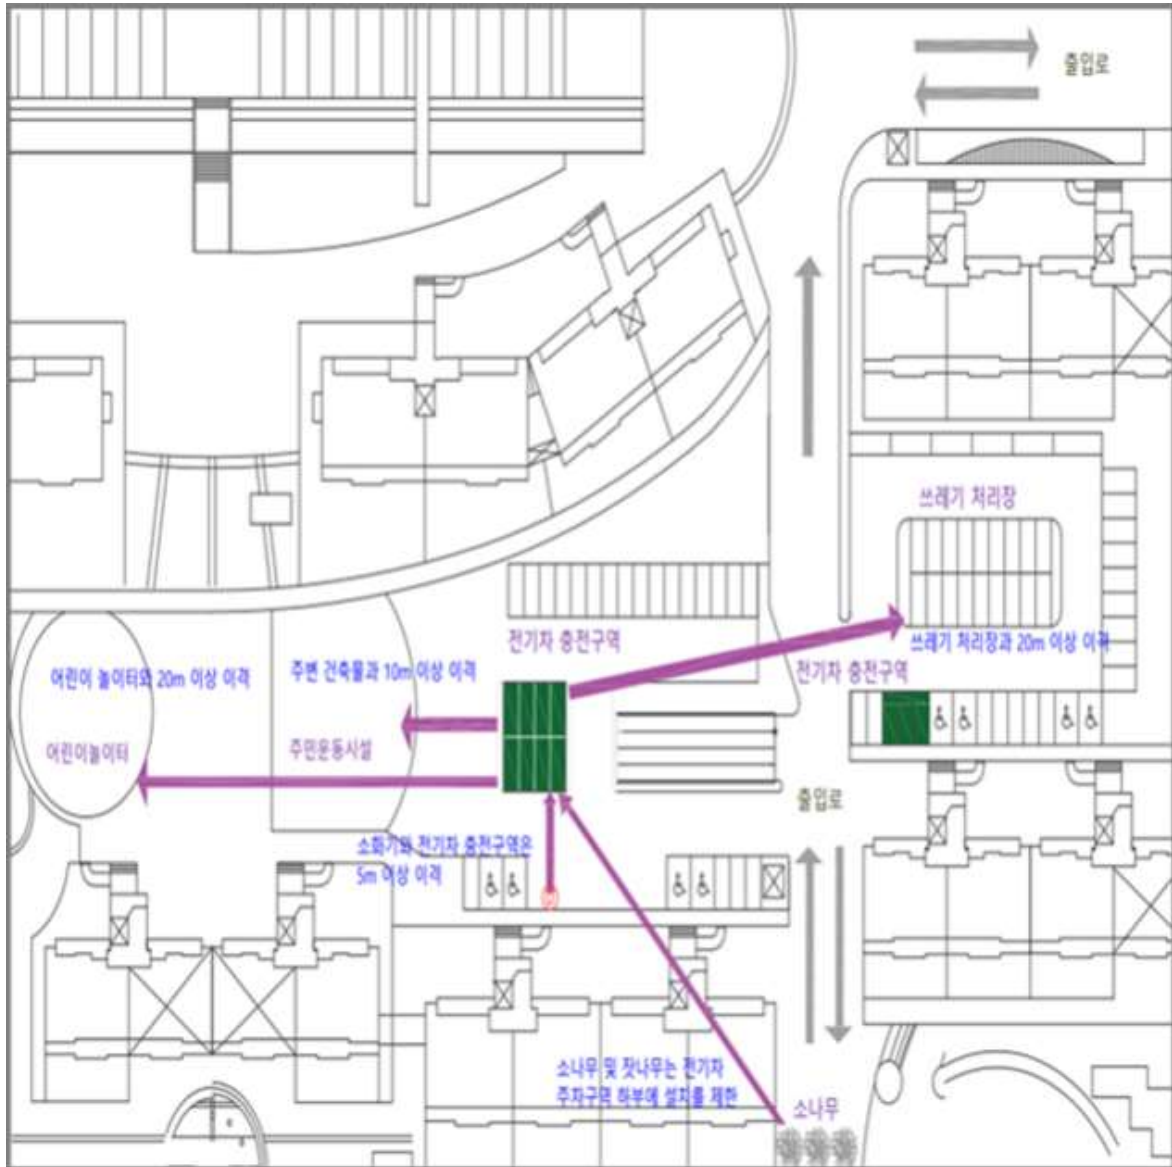 출입로
쓰레기 처리장
전기차 충전구역
쓰레기 처리장과 20m 이상 이격
어린이 놀이터와 20m 이상 이격
주변 건축물과 10m 이상 이격
전기차 충전구역
어린이놀이터
주민운동시설
출입로
소화기와 전기차 충전구역은
5m 이상 이격
소나무 및 잣나무는 전기차
주차구역 하부에 설치를 제한
소나무